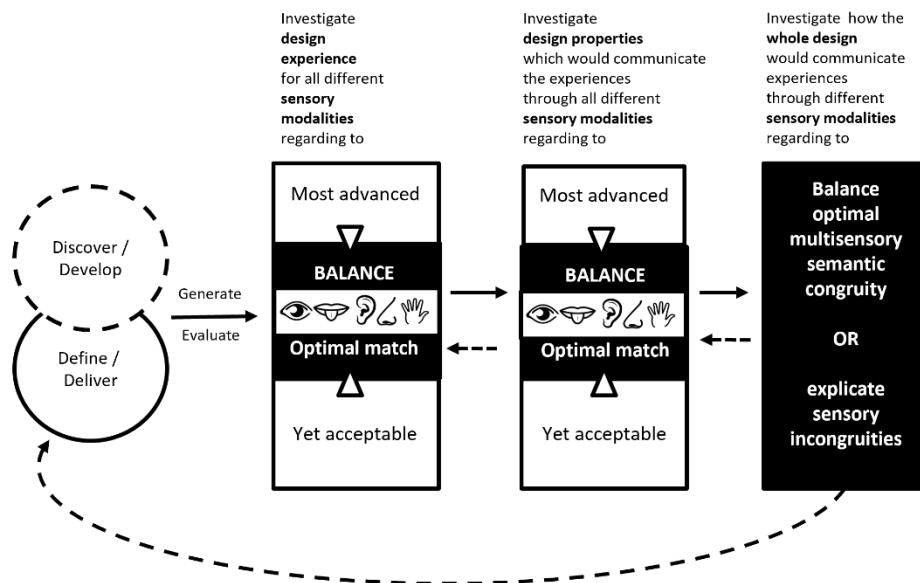 Investigate
design
experience
for all different
sensory
modalities
regarding to
Investigate
design properties
which would communicate
the experiences
through all different
sensory modalities
regarding to
Investigate how the
whole design
would communicate
experiences
through different
sensory modalities
regarding to
Discover /
Develop
Define /
Deliver
Generate
Evaluate
Most advanced
BALANCE
Optimal match
Yet acceptable
Most advanced
BALANCE
Optimal match
Yet acceptable
Balance
optimal
multisensory
semantic
congruity
OR
explicate
sensory
incongruities